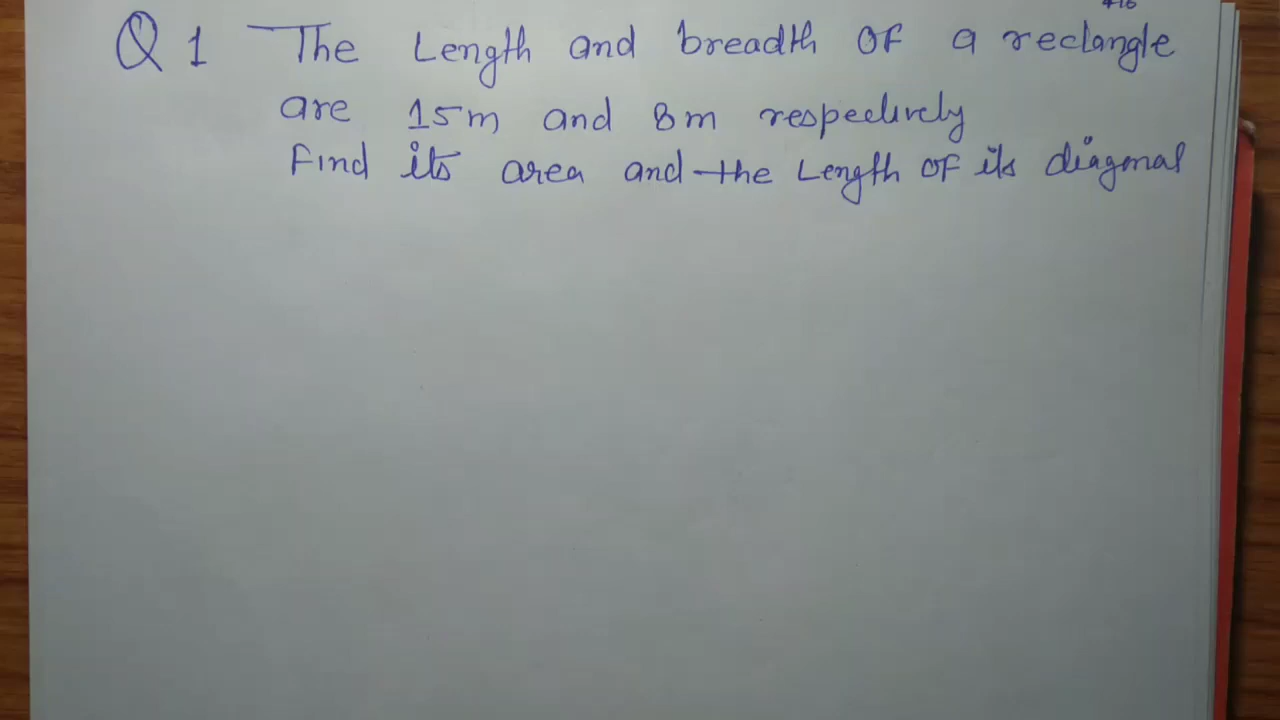 Q 1 The Length and breadth OF a rectangle
are 15m and 8m respectively
Find its area and the Length OF its diagonal